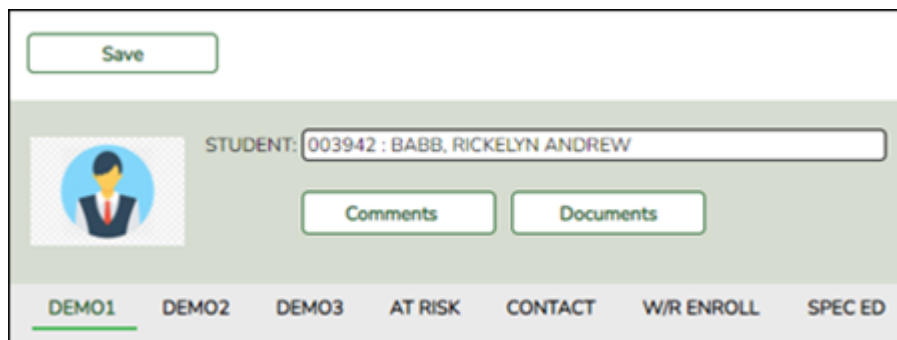 Save
STUDENT: 003942 : BABB, RICKELYN ANDREW
Comments Documents
DEMO1 DEMO2 DEMO3 AT RISK CONTACT W/R ENROLL SPEC ED